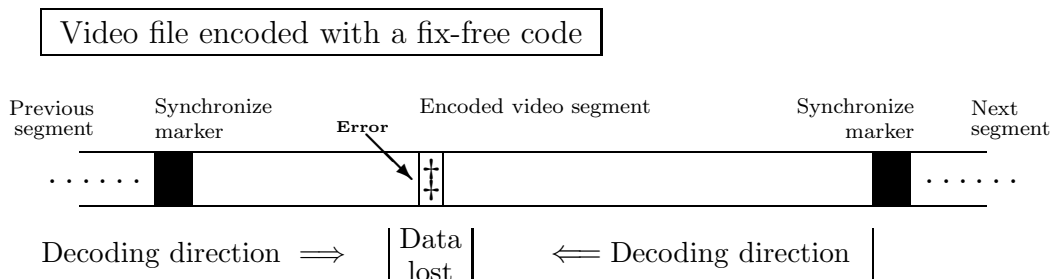 Video file encoded with a fix-free code
Previous
segment
Synchronize
marker
Error
Encoded video segment
Synchronize
marker
Next
segment
Decoding direction ⟹
Data
lost
⟸ Decoding direction